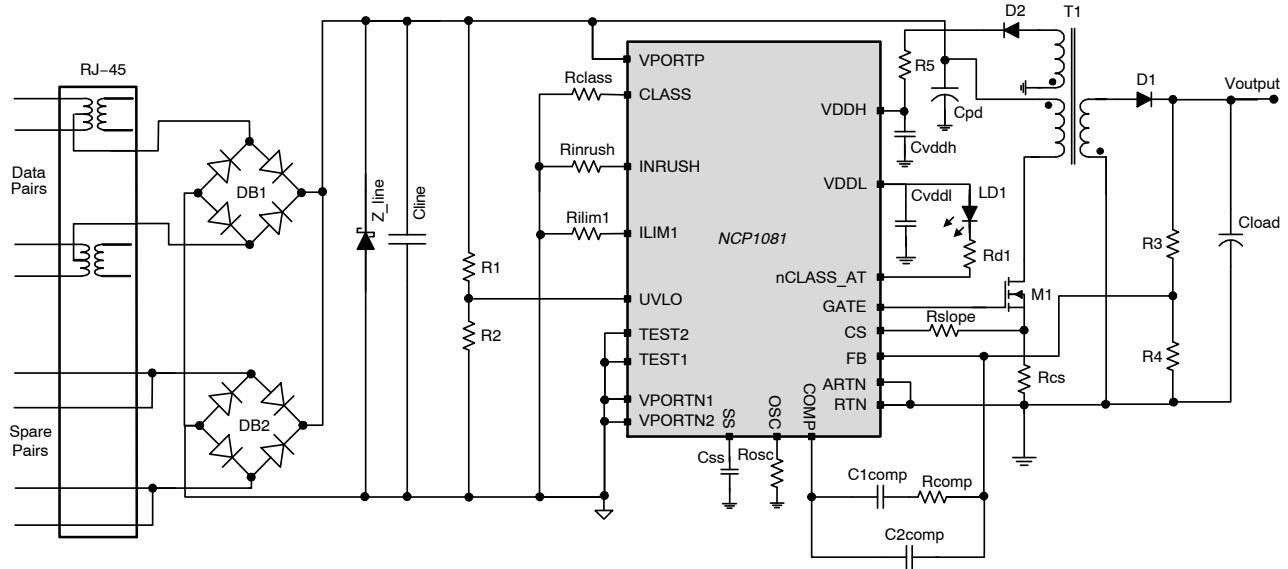 D2
T1
RJ−45
VPORTP
R5
Rclass
CLASS
D1
Voutput
VDDH
Cpd
Cvddh
Rinrush
INRUSH
Data
Pairs
DB1
Z_line
Cline
VDDL
Cvddl
LD1
Rilim1
ILIM1
NCP1081
R3
Cload
Rd1
R1
nCLASS_AT
UVLO
GATE
M1
R2
TEST2
CS
Rslope
TEST1
FB
R4
Rcs
ARTN
VPORTN1
RTN
VPORTN2
SS
OSC
COMP
DB2
Spare
Pairs
Css
Rosc
C1comp
Rcomp
C2comp